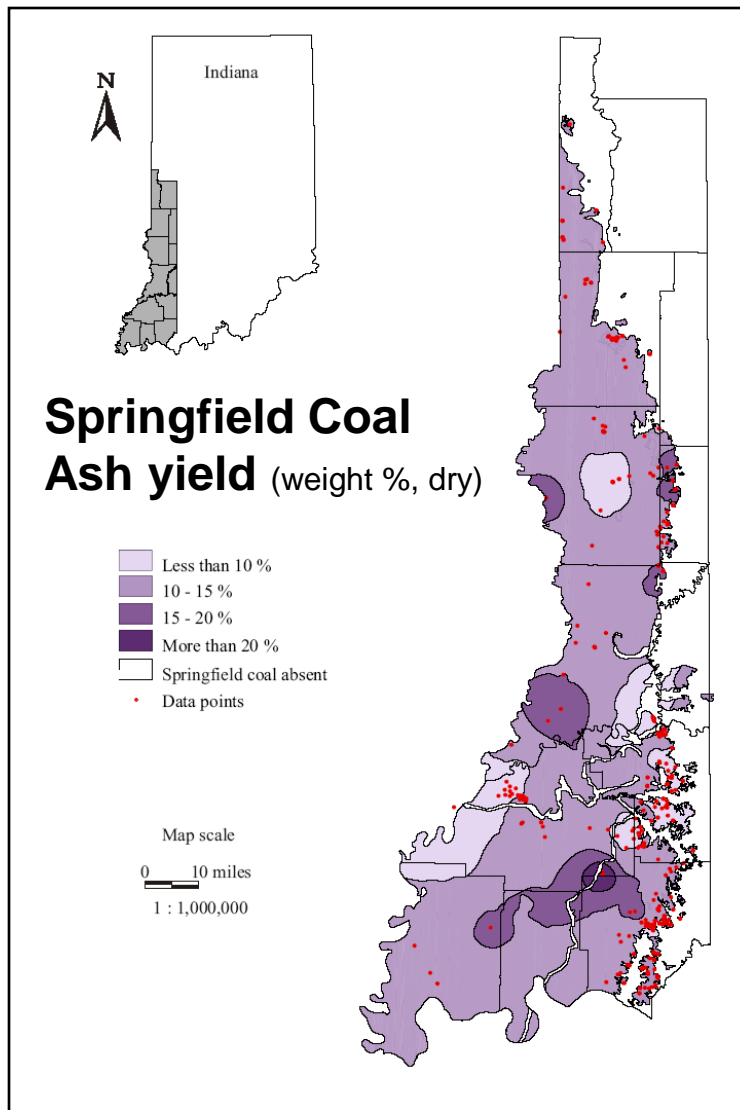 Indiana
N
Springfield Coal
Ash yield (weight %, dry)
Less than 10 %
10 - 15 %
15 - 20 %
More than 20 %
Springfield coal absent
Data points
Map scale
0 10 miles
1 : 1,000,000